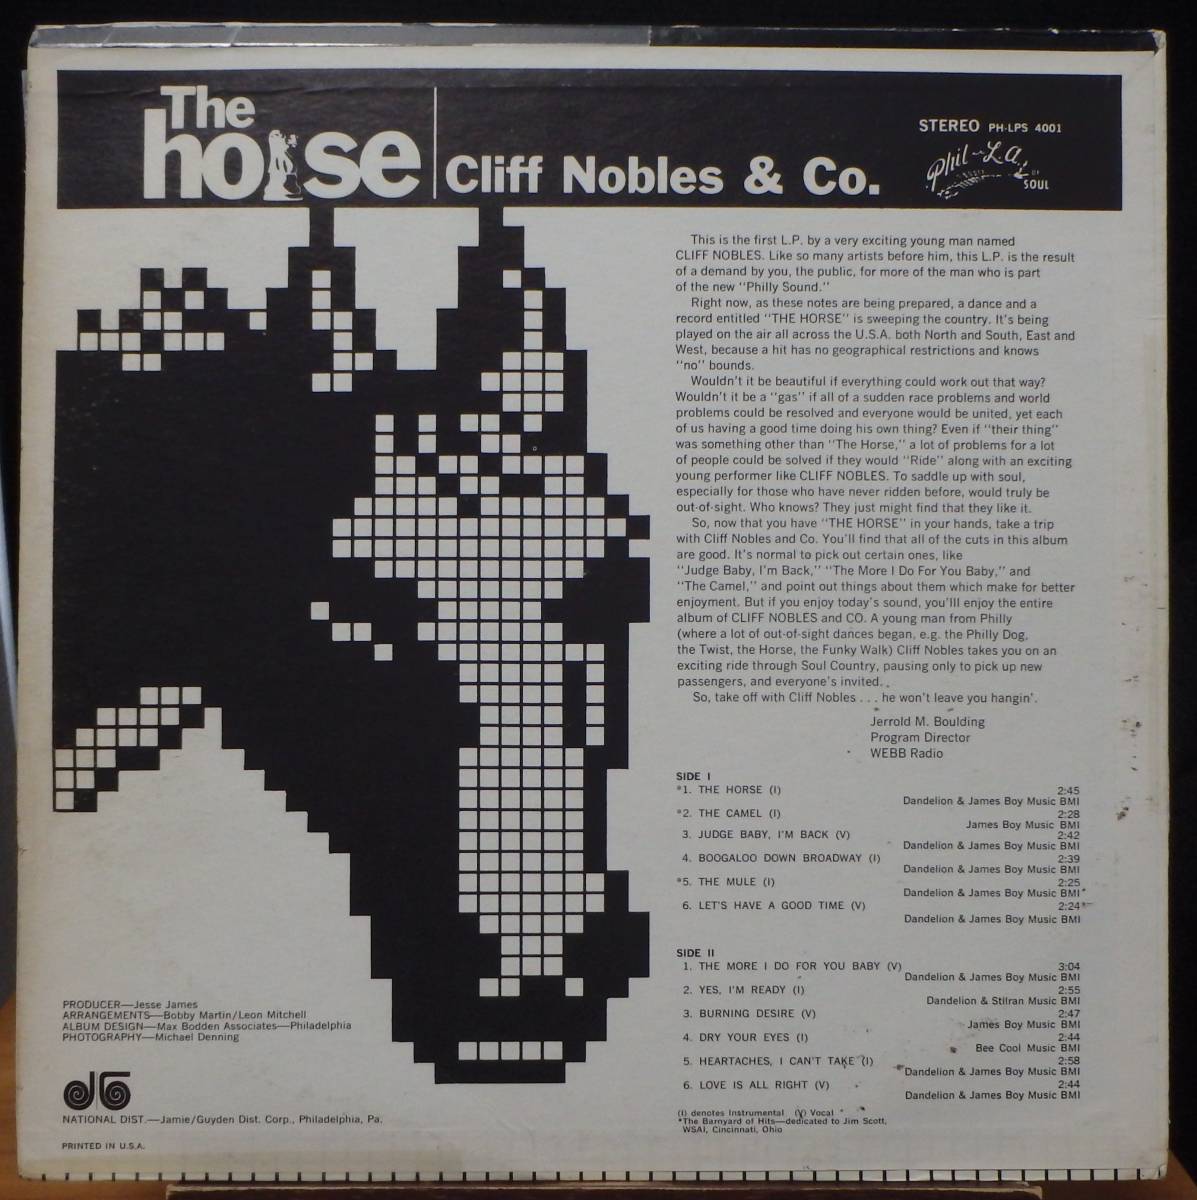 The
horse
Cliff Nobles & Co.
STEREO PH-LPS 4001
Phil-L.A.
OF
SOUL
This is the first L.P. by a very exciting young man named
CLIFF NOBLES. Like so many artists before him, this L.P. is the result
of a demand by you, the public, for more of the man who is part
of the new "Philly Sound."
Right now, as these notes are being prepared, a dance and a
record entitled "THE HORSE" is sweeping the country. It's being
played on the air all across the U.S.A. both North and South, East and
West, because a hit has no geographical restrictions and knows
"no" bounds.
Wouldn't it be beautiful if everything could work out that way?
Wouldn't it be a "gas" if all of a sudden race problems and world
problems could be resolved and everyone would be united, yet each
of us having a good time doing his own thing? Even if "their thing"
was something other than "The Horse," a lot of problems for a lot
of people could be solved if they would "Ride" along with an exciting
young performer like CLIFF NOBLES. To saddle up with soul,
especially for those who have never ridden before, would truly be
out-of-sight. Who knows? They just might find that they like it.
So, now that you have "THE HORSE" in your hands, take a trip
with Cliff Nobles and Co. You'll find that all of the cuts in this album
are good. It's normal to pick out certain ones, like
"Judge Baby, I'm Back," "The More I Do For You Baby," and
"The Camel," and point out things about them which make for better
enjoyment. But if you enjoy today's sound, you'lll enjoy the entire
album of CLIFF NOBLES and CO. A young man from Philly
(where a lot of out-of-sight dances began, e.g. the Philly Dog,
the Twist, the Horse, the Funky Walk) Cliff Nobles takes you on an
exciting ride through Soul Country, pausing only to pick up new
passengers, and everyone's invited.
So, take off with Cliff Nobles . . . he won't leave you hangin'.
Jerrold M. Boulding
Program Director
WEBB Radio
SIDE I
*1. THE HORSE (I) 2:45
Dandelion & James Boy Music BMI
*2. THE CAMEL (I) 2:28
James Boy Music BMI
3. JUDGE BABY, I'M BACK (V) 2:42
Dandelion & James Boy Music BMI
4. BOOGALOO DOWN BROADWAY (I) 2:39
Dandelion & James Boy Music BMI
*5. THE MULE (I) 2:25
Dandelion & James Boy Music BMI
6. LET'S HAVE A GOOD TIME (V) 2:24
Dandelion & James Boy Music BMI
SIDE II
1. THE MORE I DO FOR YOU BABY (V) 3:04
Dandelion & James Boy Music BMI
2. YES, I'M READY (I) 2:55
Dandelion & Stilran Music BMI
3. BURNING DESIRE (V) 2:47
James Boy Music BMI
4. DRY YOUR EYES (I) 2:44
Bee Cool Music BMI
5. HEARTACHES, I CAN'T TAKE (I) 2:58
Dandelion & James Boy Music BMI
6. LOVE IS ALL RIGHT (V) 2:44
Dandelion & James Boy Music BMI
(I) denotes Instrumental (V) Vocal
*The Barnyard of Hits—dedicated to Jim Scott,
WSAI, Cincinnati, Ohio
PRODUCER—Jesse James
ARRANGEMENTS—Bobby Martin/Leon Mitchell
ALBUM DESIGN—Max Bodden Associates—Philadelphia
PHOTOGRAPHY—Michael Denning
NATIONAL DIST.—Jamie/Guyden Dist. Corp., Philadelphia, Pa.
PRINTED IN U.S.A.